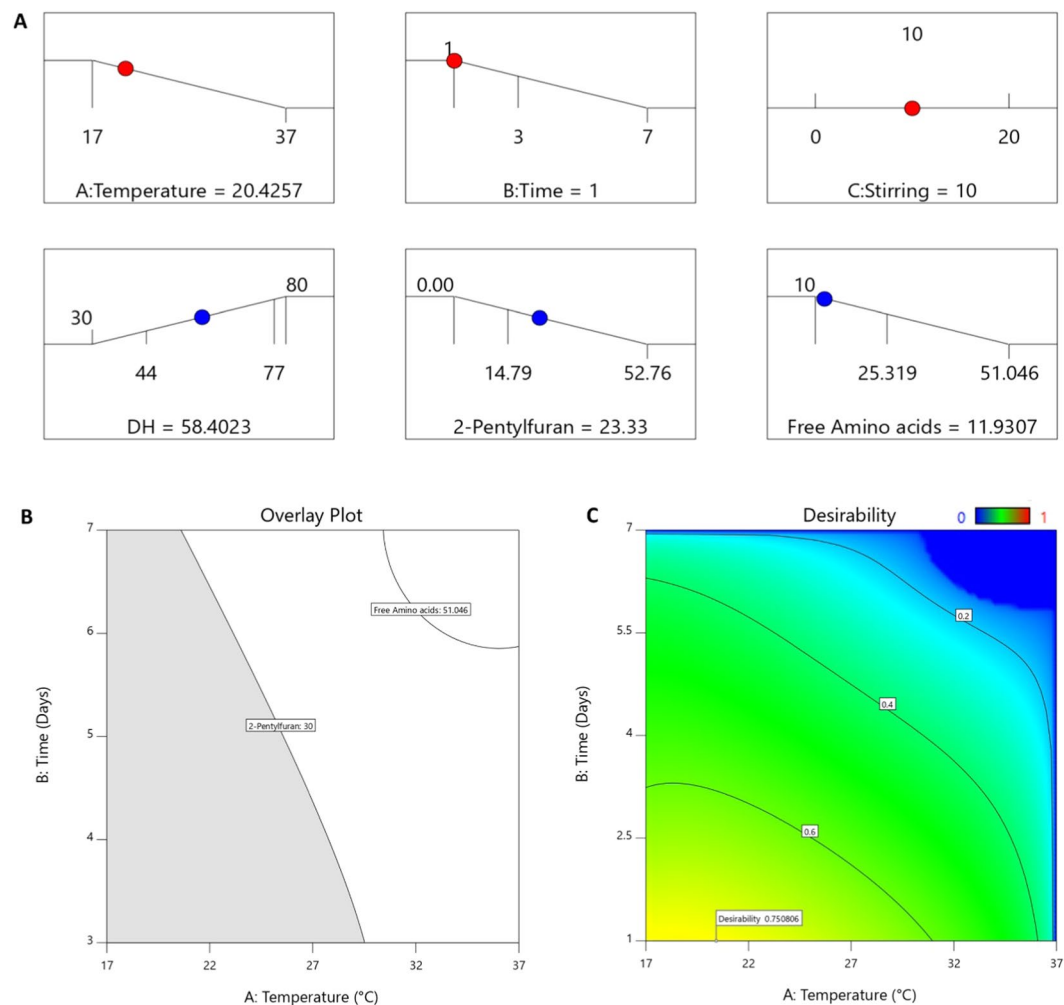 A
17
37
A:Temperature = 20.4257
1
3
7
B:Time = 1
10
0
20
C:Stirring = 10
30
80
44
77
DH = 58.4023
0.00
14.79
52.76
2-Pentylfuran = 23.33
10
25.319
51.046
Free Amino acids = 11.9307
B
Overlay Plot
7
6
5
4
3
B: Time (Days)
Free Amino acids: 51.046
2-Pentylfuran: 30
17
22
27
32
37
A: Temperature (°C)
C
Desirability
0
1
7
5.5
4
2.5
1
B: Time (Days)
0.2
0.4
0.6
Desirability 0.750806
17
22
27
32
37
A: Temperature (°C)